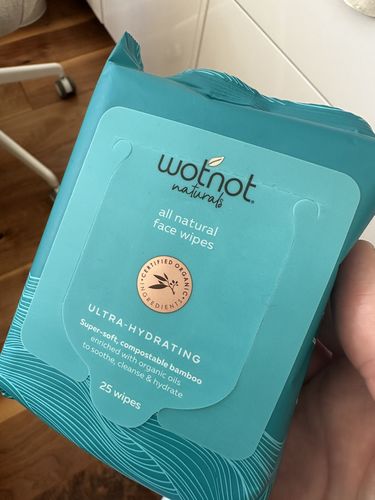 wotnot®
naturals
all natural
face wipes
• CERTIFIED ORGANIC •
INGREDIENTS
ULTRA-HYDRATING
Super-soft, compostable bamboo
enriched with organic oils
to soothe, cleanse & hydrate
25 wipes